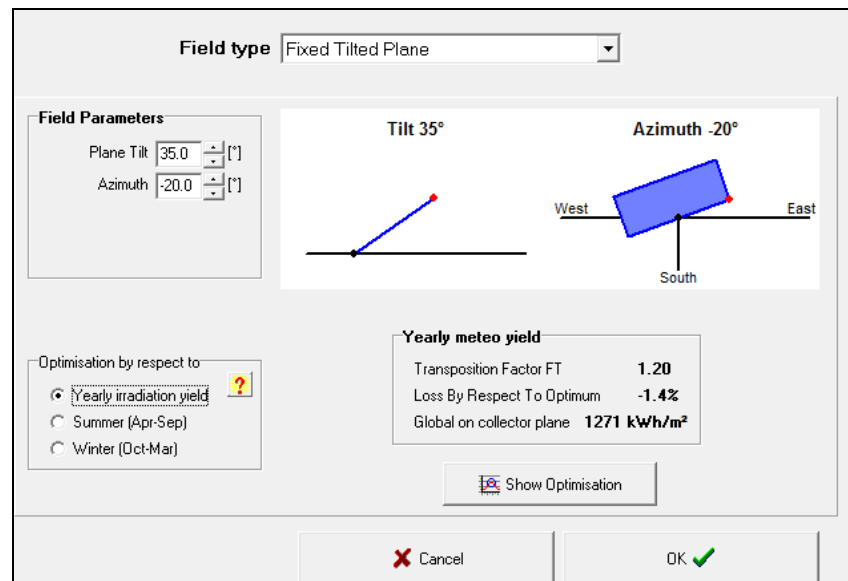 Field type Fixed Tilted Plane
Field Parameters
Plane Tilt 35.0 [°]
Azimuth -20.0 [°]
Tilt 35°
Azimuth -20°
West
East
South
Optimisation by respect to
Yearly irradiation yield
?
Summer (Apr-Sep)
Winter (Oct-Mar)
Yearly meteo yield
Transposition Factor FT 1.20
Loss By Respect To Optimum -1.4%
Global on collector plane 1271 kWh/m²
Show Optimisation
Cancel
OK